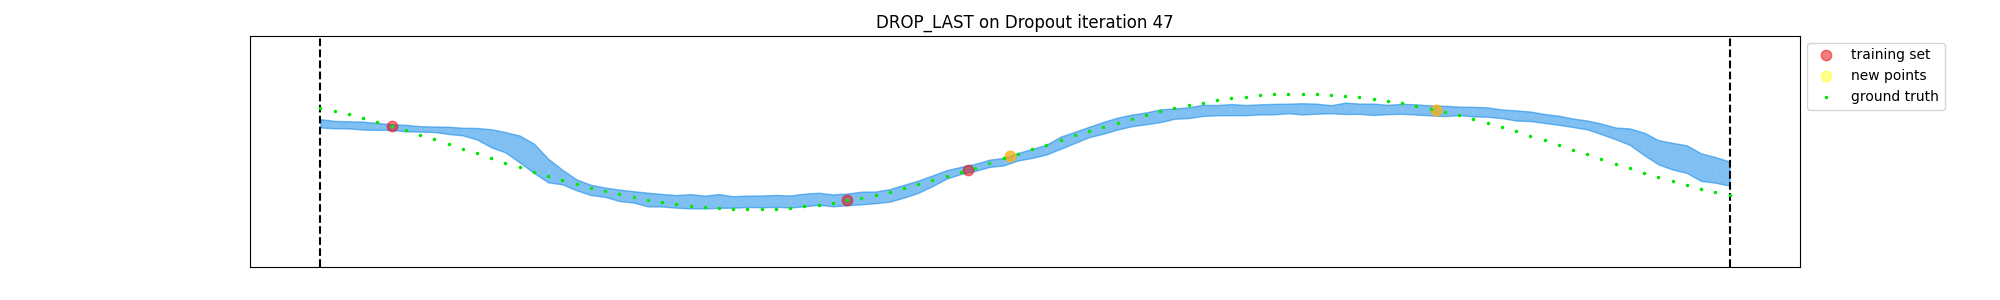 DROP_LAST on Dropout iteration 47
training set
new points
ground truth